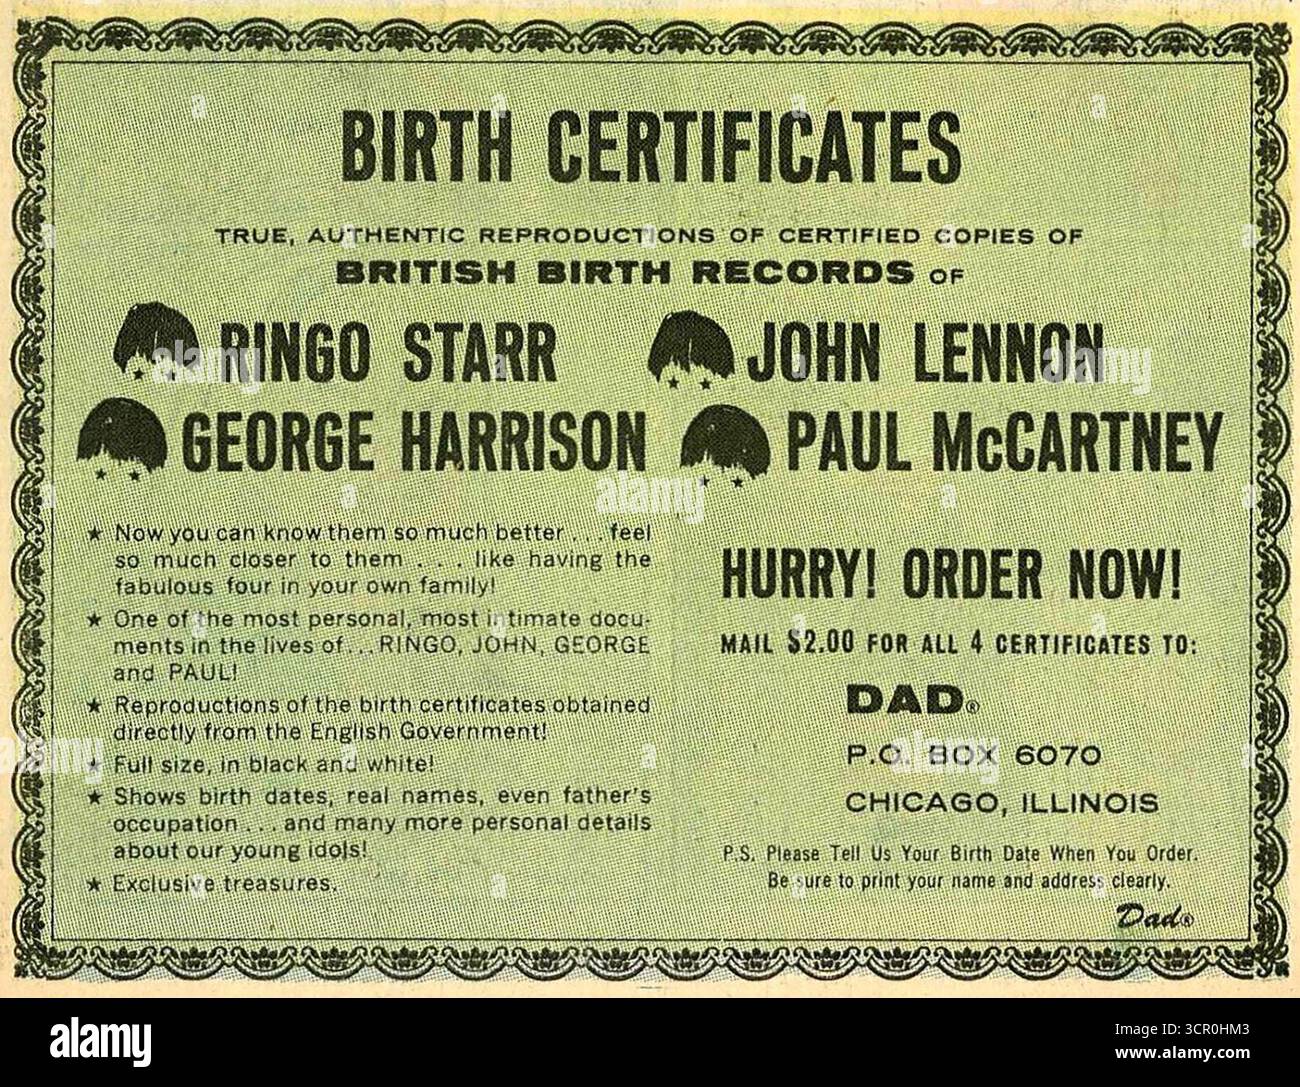 BIRTH CERTIFICATES
TRUE, AUTHENTIC REPRODUCTIONS OF CERTIFIED COPIES OF
BRITISH BIRTH RECORDS OF
RINGO STARR
JOHN LENNON
GEORGE HARRISON
PAUL McCARTNEY
★ Now you can know them so much better . . . feel
so much closer to them . . . like having the
fabulous four in your own family!
★ One of the most personal, most intimate docu-
ments in the lives of . . . RINGO, JOHN, GEORGE
and PAUL!
★ Reproductions of the birth certificates obtained
directly from the English Government!
★ Full size, in black and white!
★ Shows birth dates, real names, even father's
occupation . . . and many more personal details
about our young idols!
★ Exclusive treasures.
HURRY! ORDER NOW!
MAIL $2.00 FOR ALL 4 CERTIFICATES TO:
DAD®
P.O. BOX 6070
CHICAGO, ILLINOIS
P.S. Please Tell Us Your Birth Date When You Order.
Be sure to print your name and address clearly.
Dad®
alamy
Image ID: 3CR0HM3
www.alamy.com